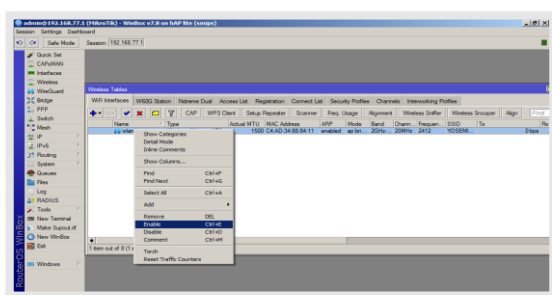 admin@192.168.77.1 (MikroTik) - WinBox v7.8 on hAP lite (smips)
Session Settings Dashboard
Safe Mode Session: 192.168.77.1
Quick Set
CAPsMAN
Interfaces
Wireless
WireGuard
Bridge
PPP
Switch
Mesh
IP
IPv6
Routing
System
Queues
Files
Log
RADIUS
Tools
New Terminal
Make Supout.rif
New WinBox
Exit
Windows
RouterOS WinBox
Wireless Tables
WiFi Interfaces W60G Station Nstreme Dual Access List Registration Connect List Security Profiles Channels Interworking Profiles
CAP WPS Client Setup Repeater Scanner Freq. Usage Alignment Wireless Sniffer Wireless Snooper Align Find
Name Type Actual MTU MAC Address ARP Mode Band Chann... Frequen... SSID Tx Rx
1500 enabled ap bri... 2GHz-... 20MHz 2412 YOSEMI... 0 bps
Show Categories
Detail Mode
Inline Comments
Show Columns...
Find Ctrl+F
Find Next Ctrl+G
Select All Ctrl+A
Add
Remove DEL
Enable Ctrl+E
Disable Ctrl+D
Comment Ctrl+M
Torch
Reset Traffic Counters
1 item out of 8 (1